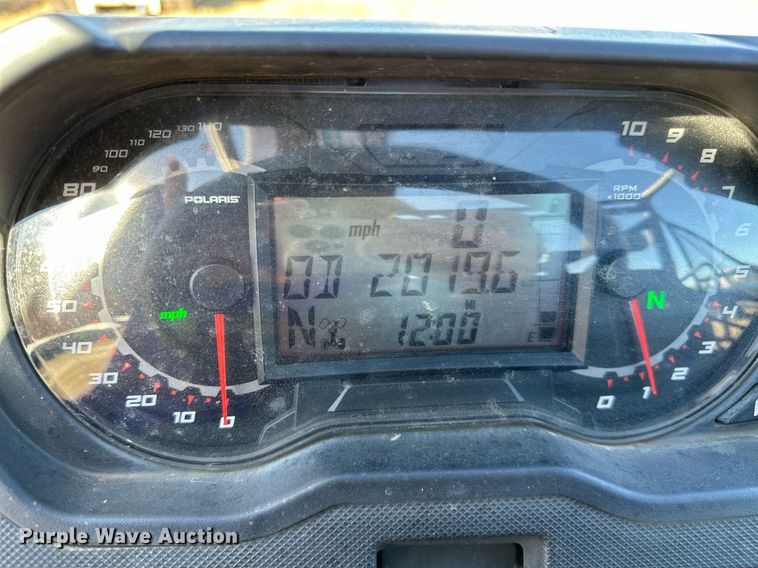 80 90 100 110 120 130 140
POLARIS
mph
50
40
30
20
10
0
mph 0
OD 2019.6
MI
N 12:00
E
10 9 8 7 6 5 4 3 2 1 0
RPM
x1000
N
Purple Wave Auction